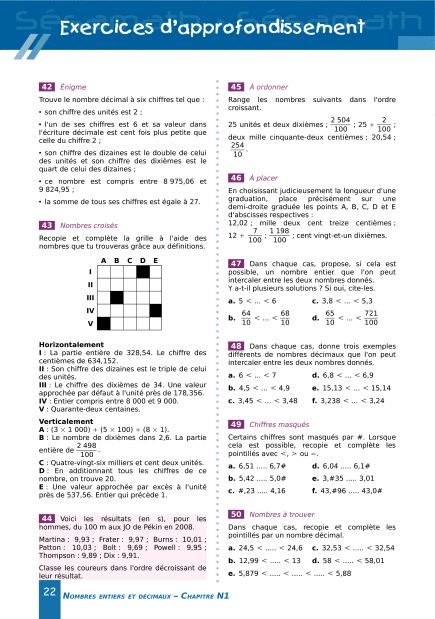 Exercices d'approfondissement
42 Énigme
Trouve le nombre décimal à six chiffres tel que :
• son chiffre des unités est 2 ;
• l'un de ses chiffres est 6 et sa valeur dans
l'écriture décimale est cent fois plus petite que
celle du chiffre 2 ;
• son chiffre des dizaines est le double de celui
des unités et son chiffre des dixièmes est le
quart de celui des dizaines ;
• ce nombre est compris entre 8 975,06 et
9 824,95 ;
• la somme de tous ses chiffres est égale à 27.
43 Nombres croisés
Recopie et complète la grille à l'aide des
nombres que tu trouveras grâce aux définitions.
A B C D E
I
II
III
IV
V
Horizontalement
I : La partie entière de 328,54. Le chiffre des
centièmes de 634,152.
II : Son chiffre des dizaines est le triple de celui
des unités.
III : Le chiffre des dixièmes de 34. Une valeur
approchée par défaut à l'unité près de 178,356.
IV : Entier compris entre 8 000 et 9 000.
V : Quarante-deux centaines.
Verticalement
A : (3 × 1 000) + (5 × 100) + (8 × 1).
B : Le nombre de dixièmes dans 2,6. La partie
entière de 2 498/100.
C : Quatre-vingt-six milliers et cent deux unités.
D : En additionnant tous les chiffres de ce
nombre, on trouve 20.
E : Une valeur approchée par excès à l'unité
près de 537,56. Entier qui précède 1.
44 Voici les résultats (en s), pour les
hommes, du 100 m aux JO de Pékin en 2008.
Martina : 9,93 ; Frater : 9,97 ; Burns : 10,01 ;
Patton : 10,03 ; Bolt : 9,69 ; Powell : 9,95 ;
Thompson : 9,89 ; Dix : 9,91.
Classe les coureurs dans l'ordre décroissant de
leur résultat.
45 À ordonner
Range les nombres suivants dans l'ordre
croissant.
25 unités et deux dixièmes ; 2 504/100 ; 25 + 2/100 ;
deux mille cinquante-deux centièmes ; 20,54 ;
254/10.
46 À placer
En choisissant judicieusement la longueur d'une
graduation, place précisément sur une
demi-droite graduée les points A, B, C, D et E
d'abscisses respectives :
12,02 ; mille deux cent treize centièmes ;
12 + 7/100 ; 1 198/100 ; cent vingt-et-un dixièmes.
47 Dans chaque cas, propose, si cela est
possible, un nombre entier que l'on peut
intercaler entre les deux nombres donnés.
Y a-t-il plusieurs solutions ? Si oui, cite-les.
a. 5 < ... < 6 c. 3,8 < ... < 5,3
b. 64/10 < ... < 68/10 d. 65/10 < ... < 721/100
48 Dans chaque cas, donne trois exemples
différents de nombres décimaux que l'on peut
intercaler entre les deux nombres donnés.
a. 6 < ... < 7 d. 6,8 < ... < 6,9
b. 4,5 < ... < 4,9 e. 15,13 < ... < 15,14
c. 3,45 < ... < 3,48 f. 3,238 < ... < 3,24
49 Chiffres masqués
Certains chiffres sont masqués par #. Lorsque
cela est possible, recopie et complète les
pointillés avec <, > ou =.
a. 6,51 ..... 6,7# d. 6,04 ..... 6,1#
b. 5,42 ..... 5,0# e. 3,#35 ..... 3,01
c. #,23 ..... 4,16 f. 43,#96 ..... 43,0#
50 Nombres à trouver
Dans chaque cas, recopie et complète les
pointillés par un nombre décimal.
a. 24,5 < ..... < 24,6 c. 32,53 < ..... < 32,54
b. 12,99 < ..... < 13 d. 58 < ..... < 58,01
e. 5,879 < ..... < ..... < ..... < 5,88
22 NOMBRES ENTIERS ET DÉCIMAUX – CHAPITRE N1